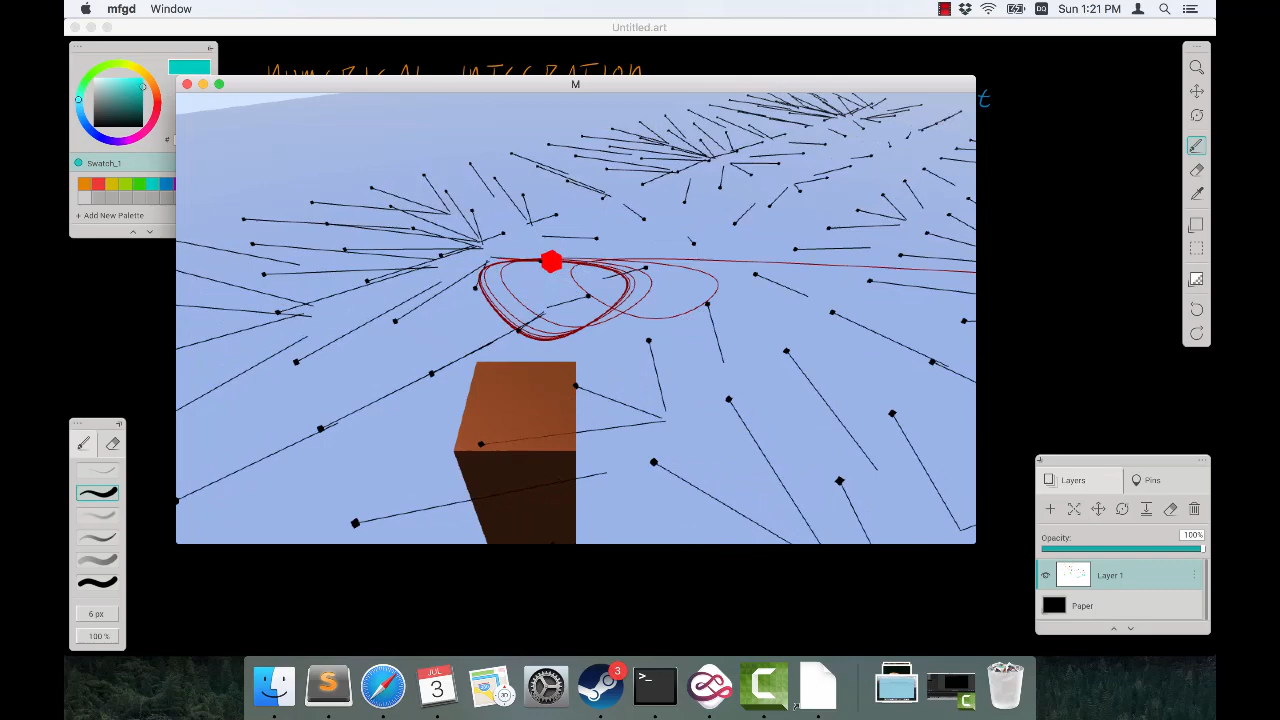 mfgd Window
DQ Sun 1:21 PM
Untitled.art
NUMERICAL INTEGRATION
M
t
Swatch_1
+ Add New Palette
6 px
100 %
Layers
Pins
Opacity: 100%
Layer 1
Paper
JUL
3
3